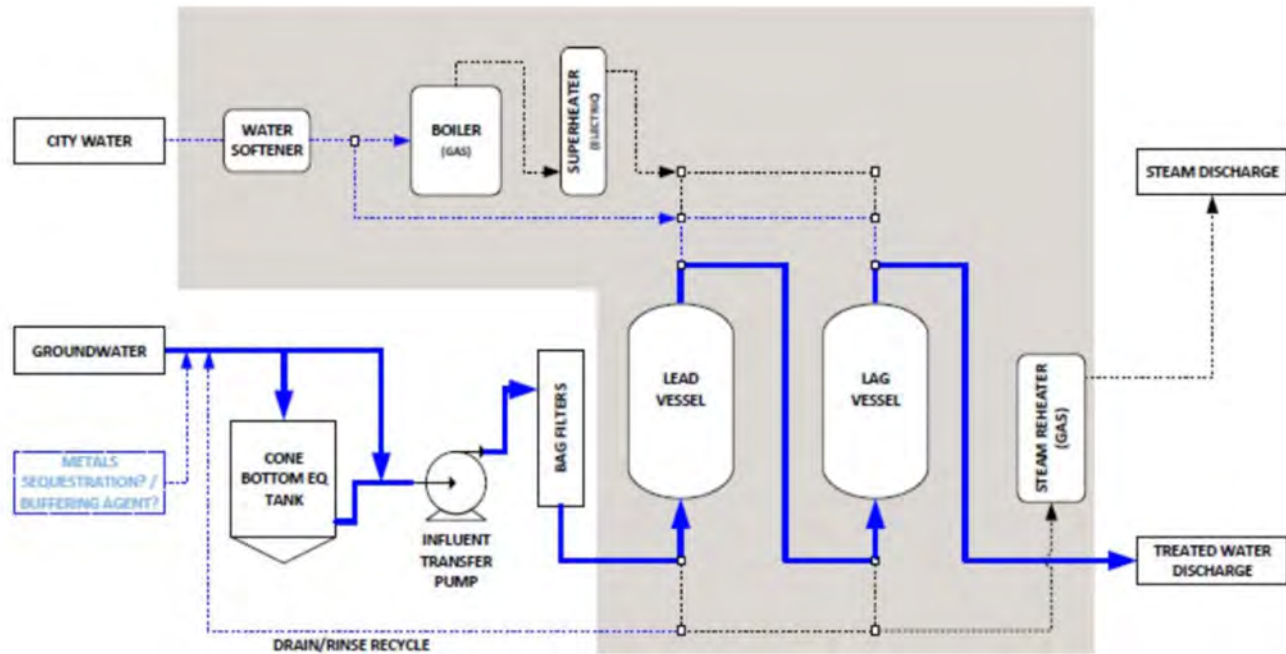 CITY WATER
WATER
SOFTENER
BOILER
(GAS)
SUPERHEATER
(ELECTRIC)
STEAM DISCHARGE
GROUNDWATER
METALS
SEQUESTRATION? /
BUFFERING AGENT?
CONE
BOTTOM EQ
TANK
INFLUENT
TRANSFER
PUMP
BAG FILTERS
LEAD
VESSEL
LAG
VESSEL
STEAM REHEATER
(GAS)
TREATED WATER
DISCHARGE
DRAIN/RINSE RECYCLE